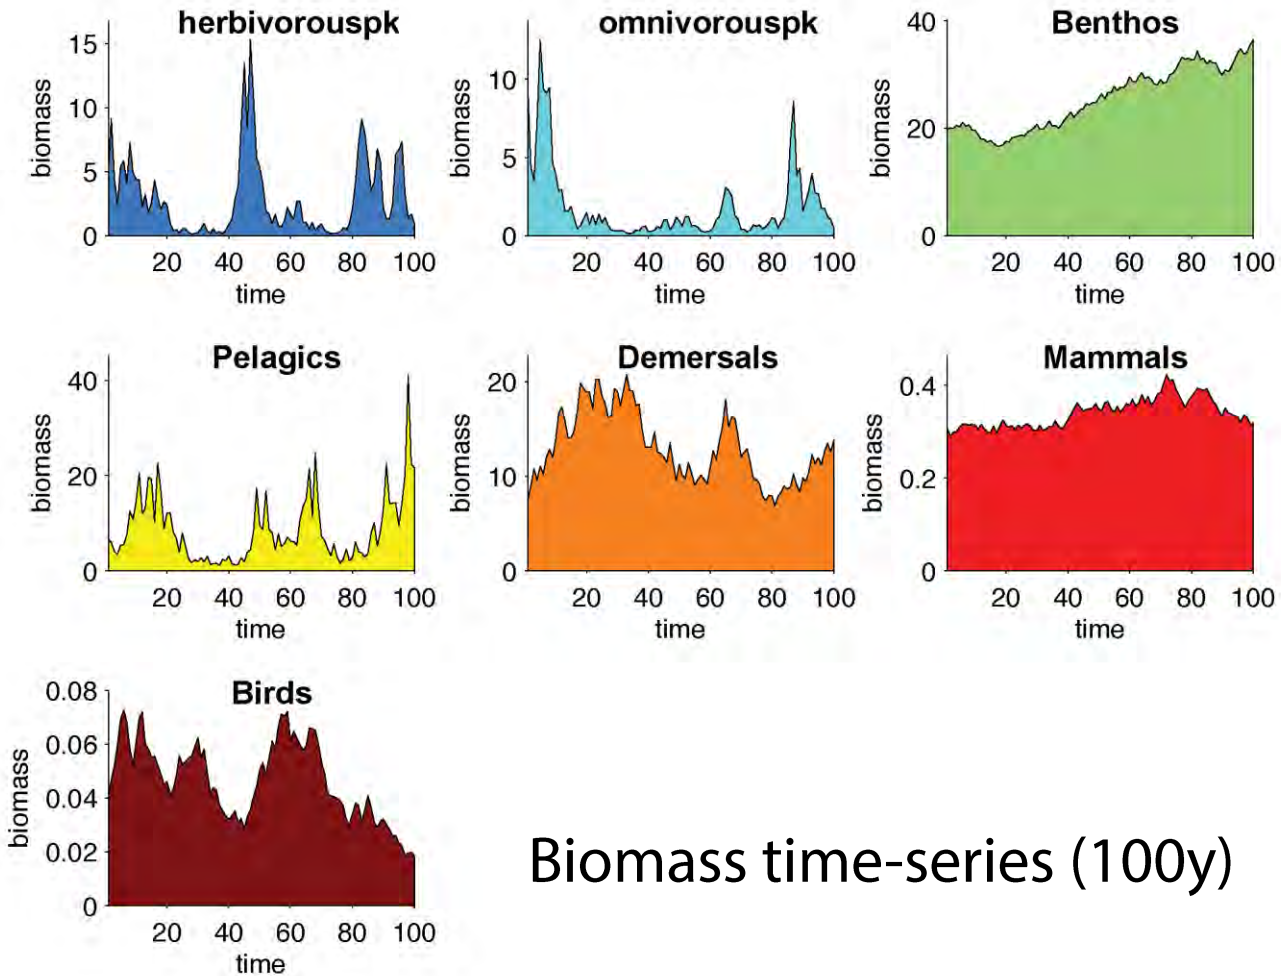 herbivorouspk
15
10
5
0
biomass
20 40 60 80 100
time
omnivorouspk
10
5
0
biomass
20 40 60 80 100
time
Benthos
40
20
0
biomass
20 40 60 80 100
time
Pelagics
40
20
0
biomass
20 40 60 80 100
time
Demersals
20
10
0
biomass
20 40 60 80 100
time
Mammals
0.4
0.2
0
biomass
20 40 60 80 100
time
Birds
0.08
0.06
0.04
0.02
0
biomass
20 40 60 80 100
time
Biomass time-series (100y)